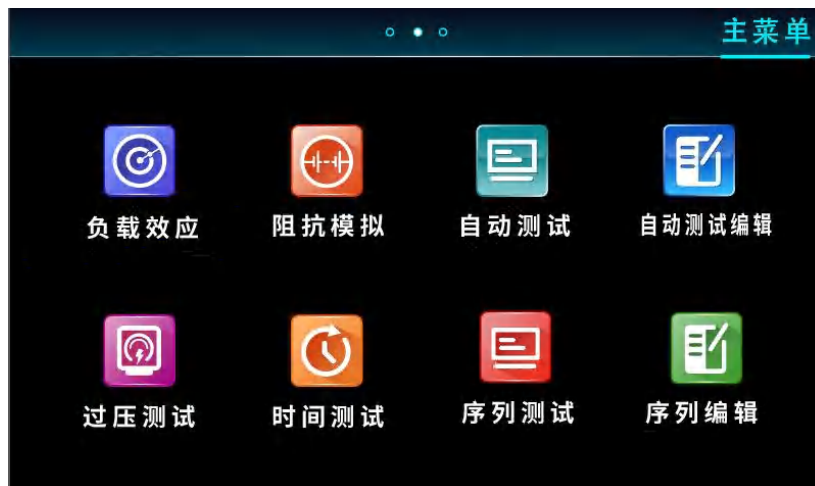 主菜单
负载效应
阻抗模拟
自动测试
自动测试编辑
过压测试
时间测试
序列测试
序列编辑